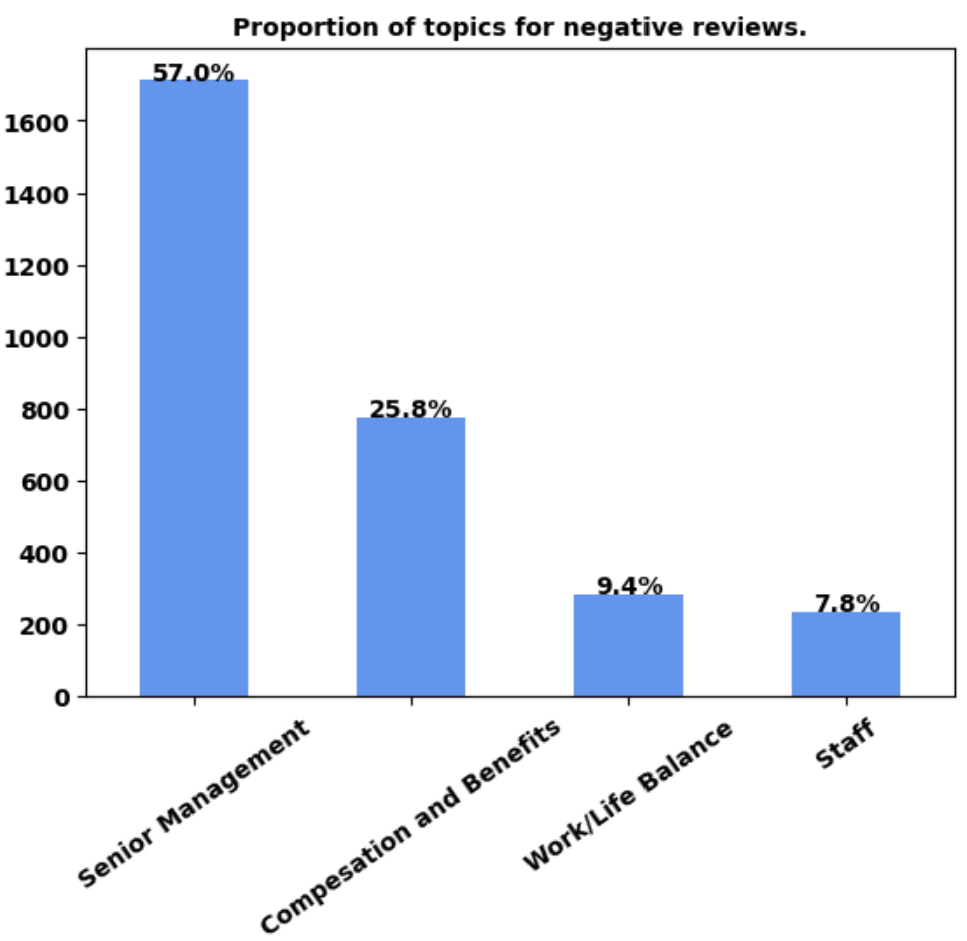 Proportion of topics for negative reviews.
57.0%
1600
1400
1200
1000
800
25.8%
600
400
9.4%
7.8%
200
0
Senior Management
Compesation and Benefits
Work/Life Balance
Staff